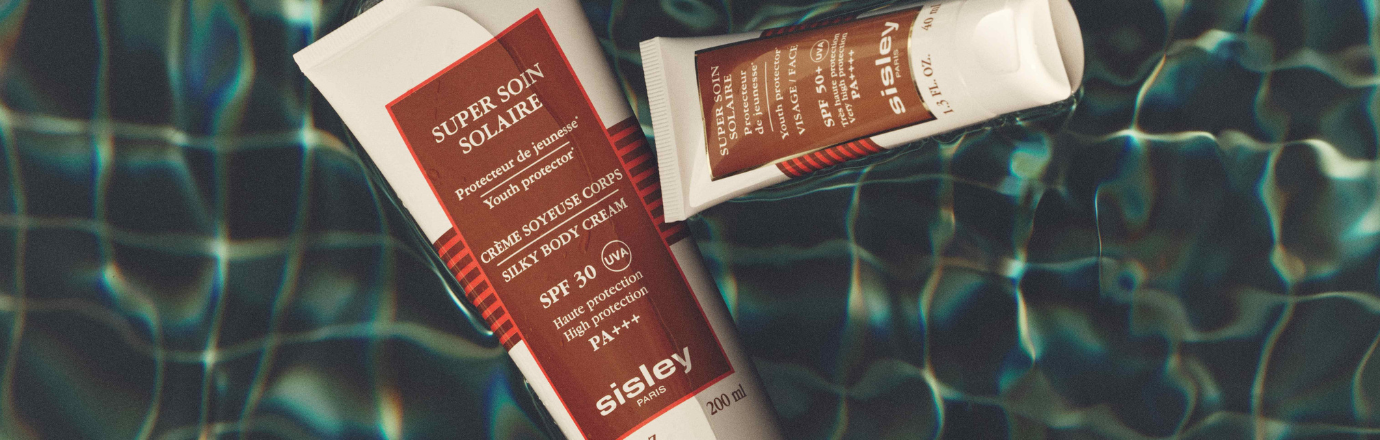 SUPER SOIN
SOLAIRE
Protecteur de jeunesse*
Youth protector*
CRÈME SOYEUSE CORPS
SILKY BODY CREAM
SPF 30 UVA
Haute protection
High protection
PA+++
sisley
PARIS
200 ml
SUPER SOIN
SOLAIRE
Protecteur
de jeunesse*
Youth protector*
VISAGE / FACE
SPF 50+ UVA
Très haute protection
Very high protection
PA++++
sisley
PARIS
1.3 FL. OZ. 40 ml